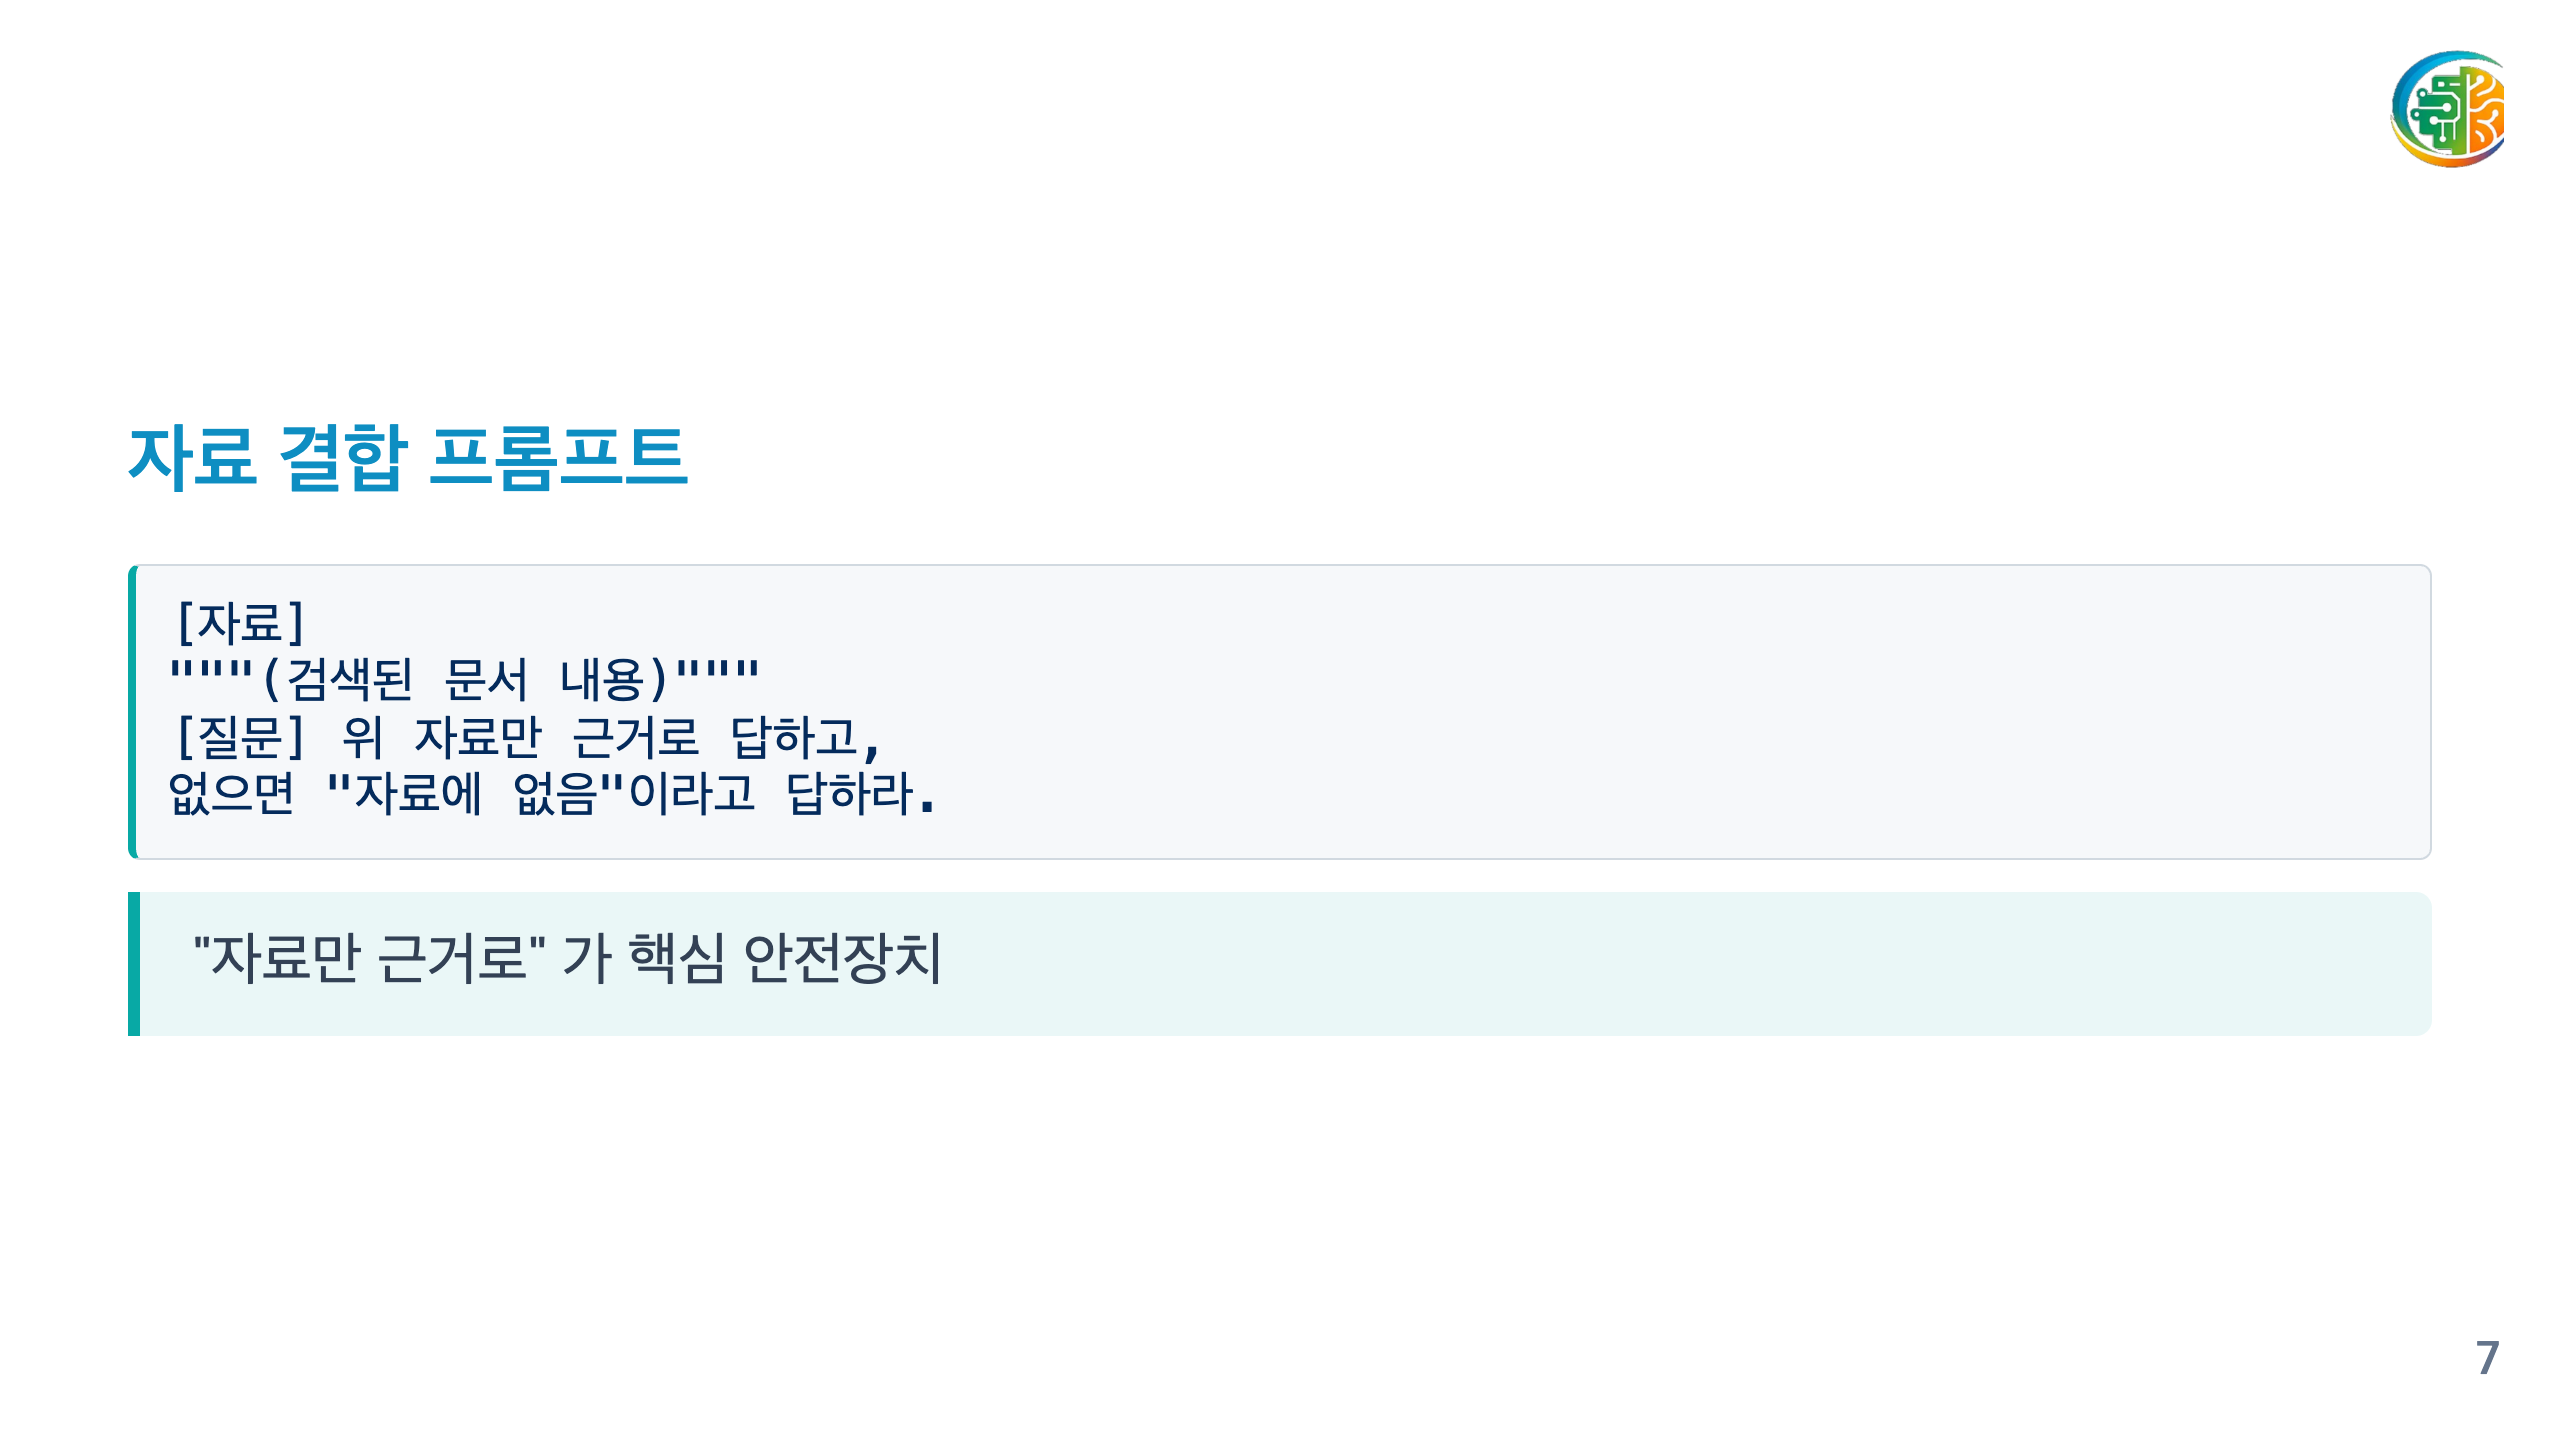 자료 결합 프롬프트
[자료]
"""(검색된 문서 내용)"""
[질문] 위 자료만 근거로 답하고,
없으면 "자료에 없음"이라고 답하라.
"자료만 근거로" 가 핵심 안전장치
7